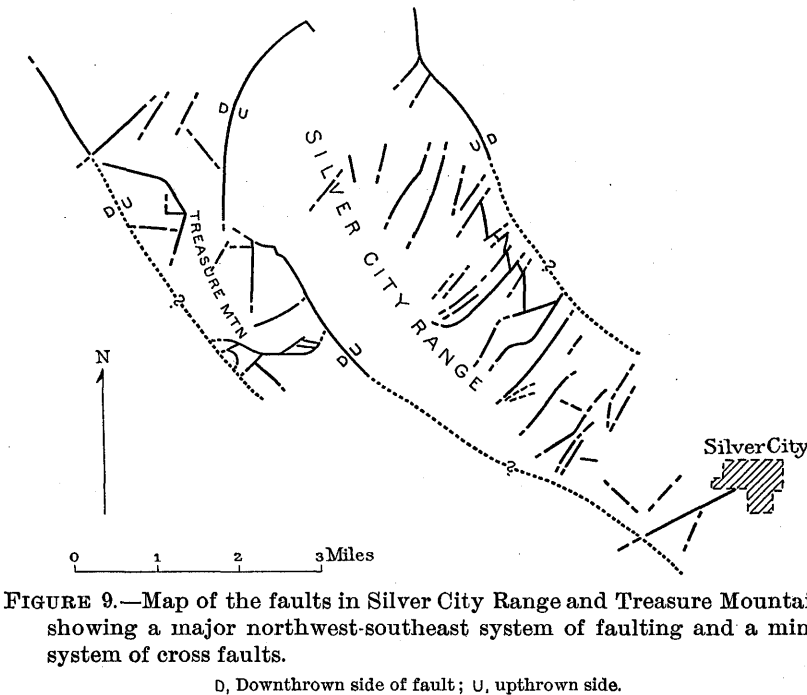 D U
SILVER CITY RANGE
U D
U
D
TREASURE MTN
?
?
N
U
D
?
Silver City
0 1 2 3 Miles
FIGURE 9.—Map of the faults in Silver City Range and Treasure Mountai
showing a major northwest-southeast system of faulting and a min
system of cross faults.
D, Downthrown side of fault; U, upthrown side.